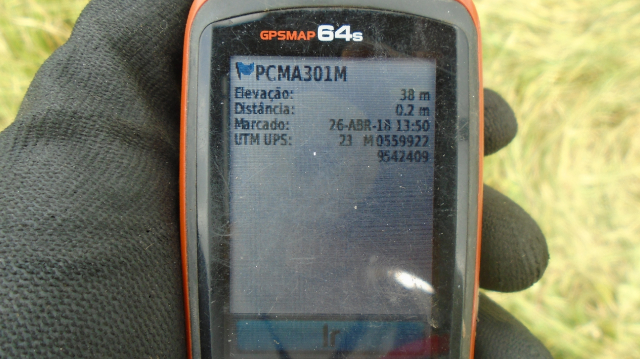 GPSMAP 64s
PCMA301M
Elevação: 38 m
Distância: 0.2 m
Marcado: 26-ABR-18 13:50
UTM UPS: 23 M 0559922
9542409
Ir